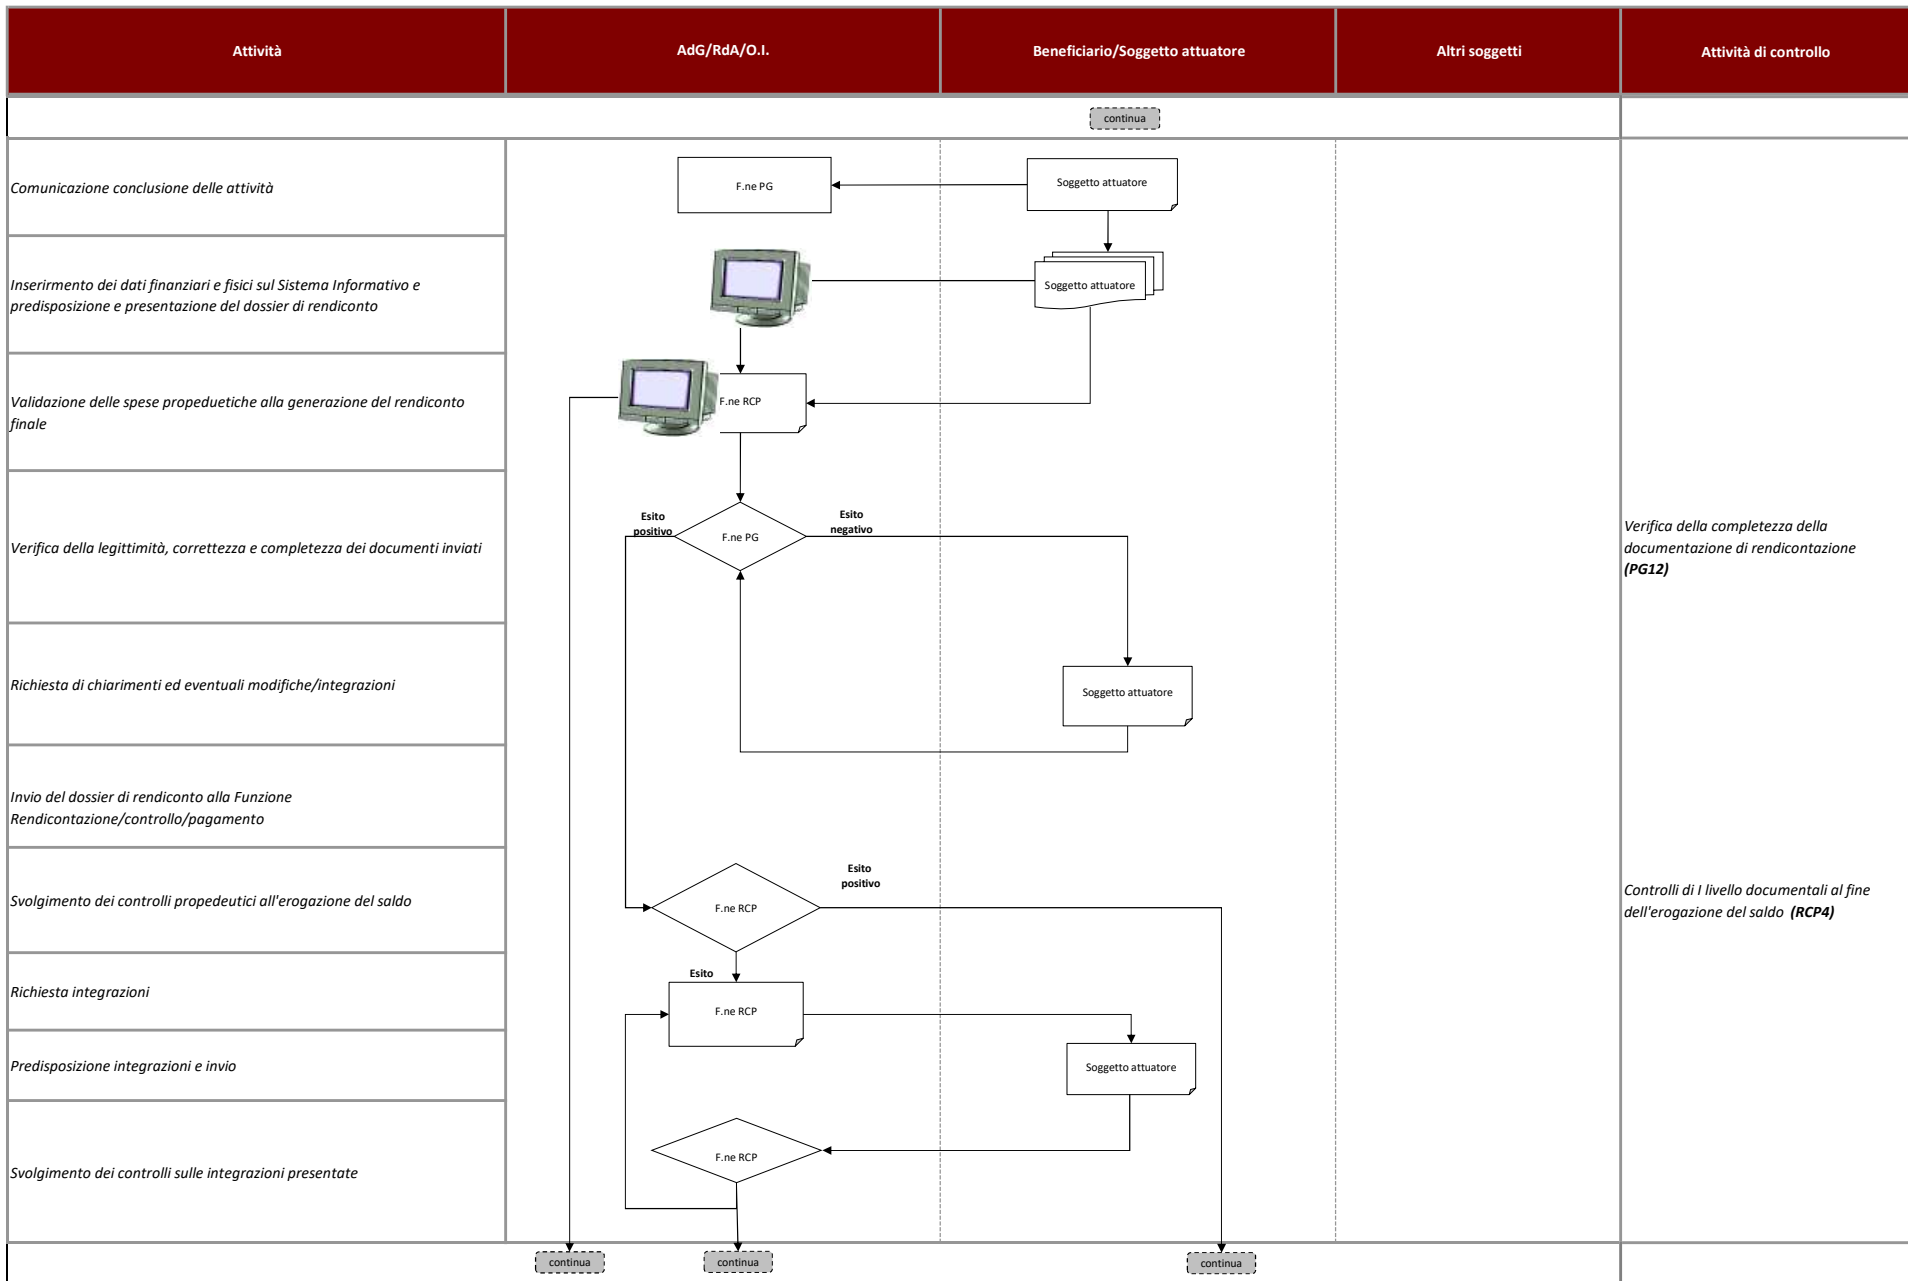 Attività
AdG/RdA/O.I.
Beneficiario/Soggetto attuatore
Altri soggetti
Attività di controllo
continua
Comunicazione conclusione delle attività
F.ne PG
Soggetto attuatore
Inserirmento dei dati finanziari e fisici sul Sistema Informativo e
predisposizione e presentazione del dossier di rendiconto
Soggetto attuatore
Validazione delle spese propeduetiche alla generazione del rendiconto
finale
F.ne RCP
Verifica della legittimità, correttezza e completezza dei documenti inviati
Esito
positivo
F.ne PG
Esito
negativo
Verifica della completezza della
documentazione di rendicontazione
(PG12)
Richiesta di chiarimenti ed eventuali modifiche/integrazioni
Soggetto attuatore
Invio del dossier di rendiconto alla Funzione
Rendicontazione/controllo/pagamento
Svolgimento dei controlli propedeutici all'erogazione del saldo
F.ne RCP
Esito
positivo
Controlli di I livello documentali al fine
dell'erogazione del saldo (RCP4)
Richiesta integrazioni
Esito
F.ne RCP
Predisposizione integrazioni e invio
Soggetto attuatore
Svolgimento dei controlli sulle integrazioni presentate
F.ne RCP
continua
continua
continua